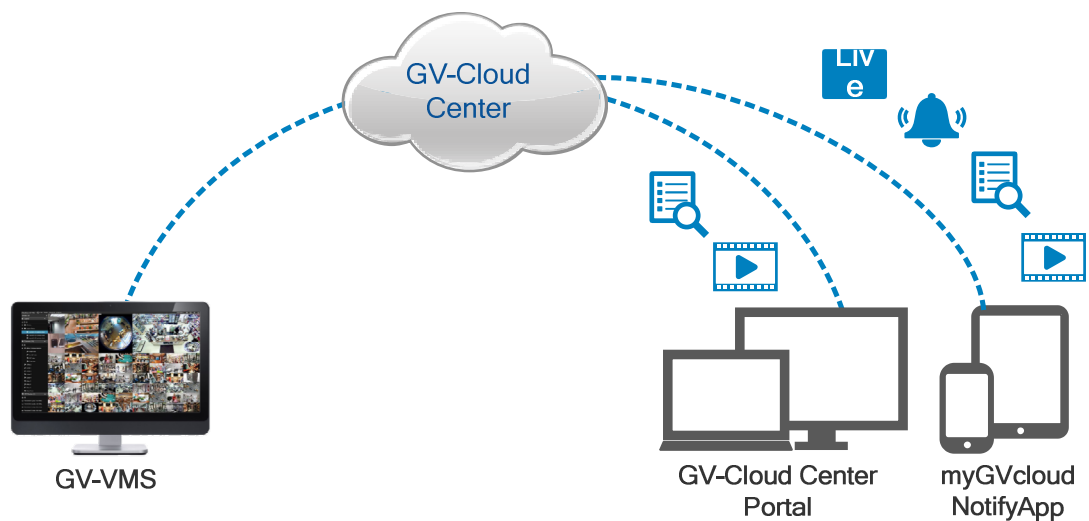 GV-Cloud
Center
LIV
e
GV-VMS
GV-Cloud Center
Portal
myGVcloud
NotifyApp